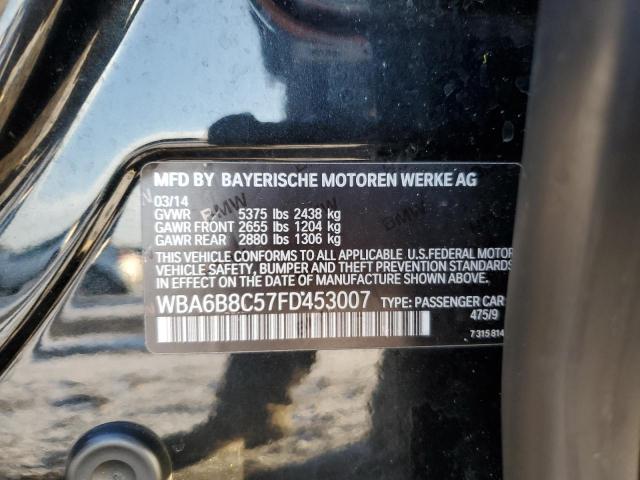 MFD BY BAYERISCHE MOTOREN WERKE AG
03/14
GVWR 5375 lbs 2438 kg
GAWR FRONT 2655 lbs 1204 kg
GAWR REAR 2880 lbs 1306 kg
THIS VEHICLE CONFORMS TO ALL APPLICABLE U.S.FEDERAL MOTOR
VEHICLE SAFETY, BUMPER AND THEFT PREVENTION STANDARDS
IN EFFECT ON DATE OF MANUFACTURE SHOWN ABOVE.
WBA6B8C57FD453007 TYPE: PASSENGER CAR
475/9
7 315 814
BMW
BMW